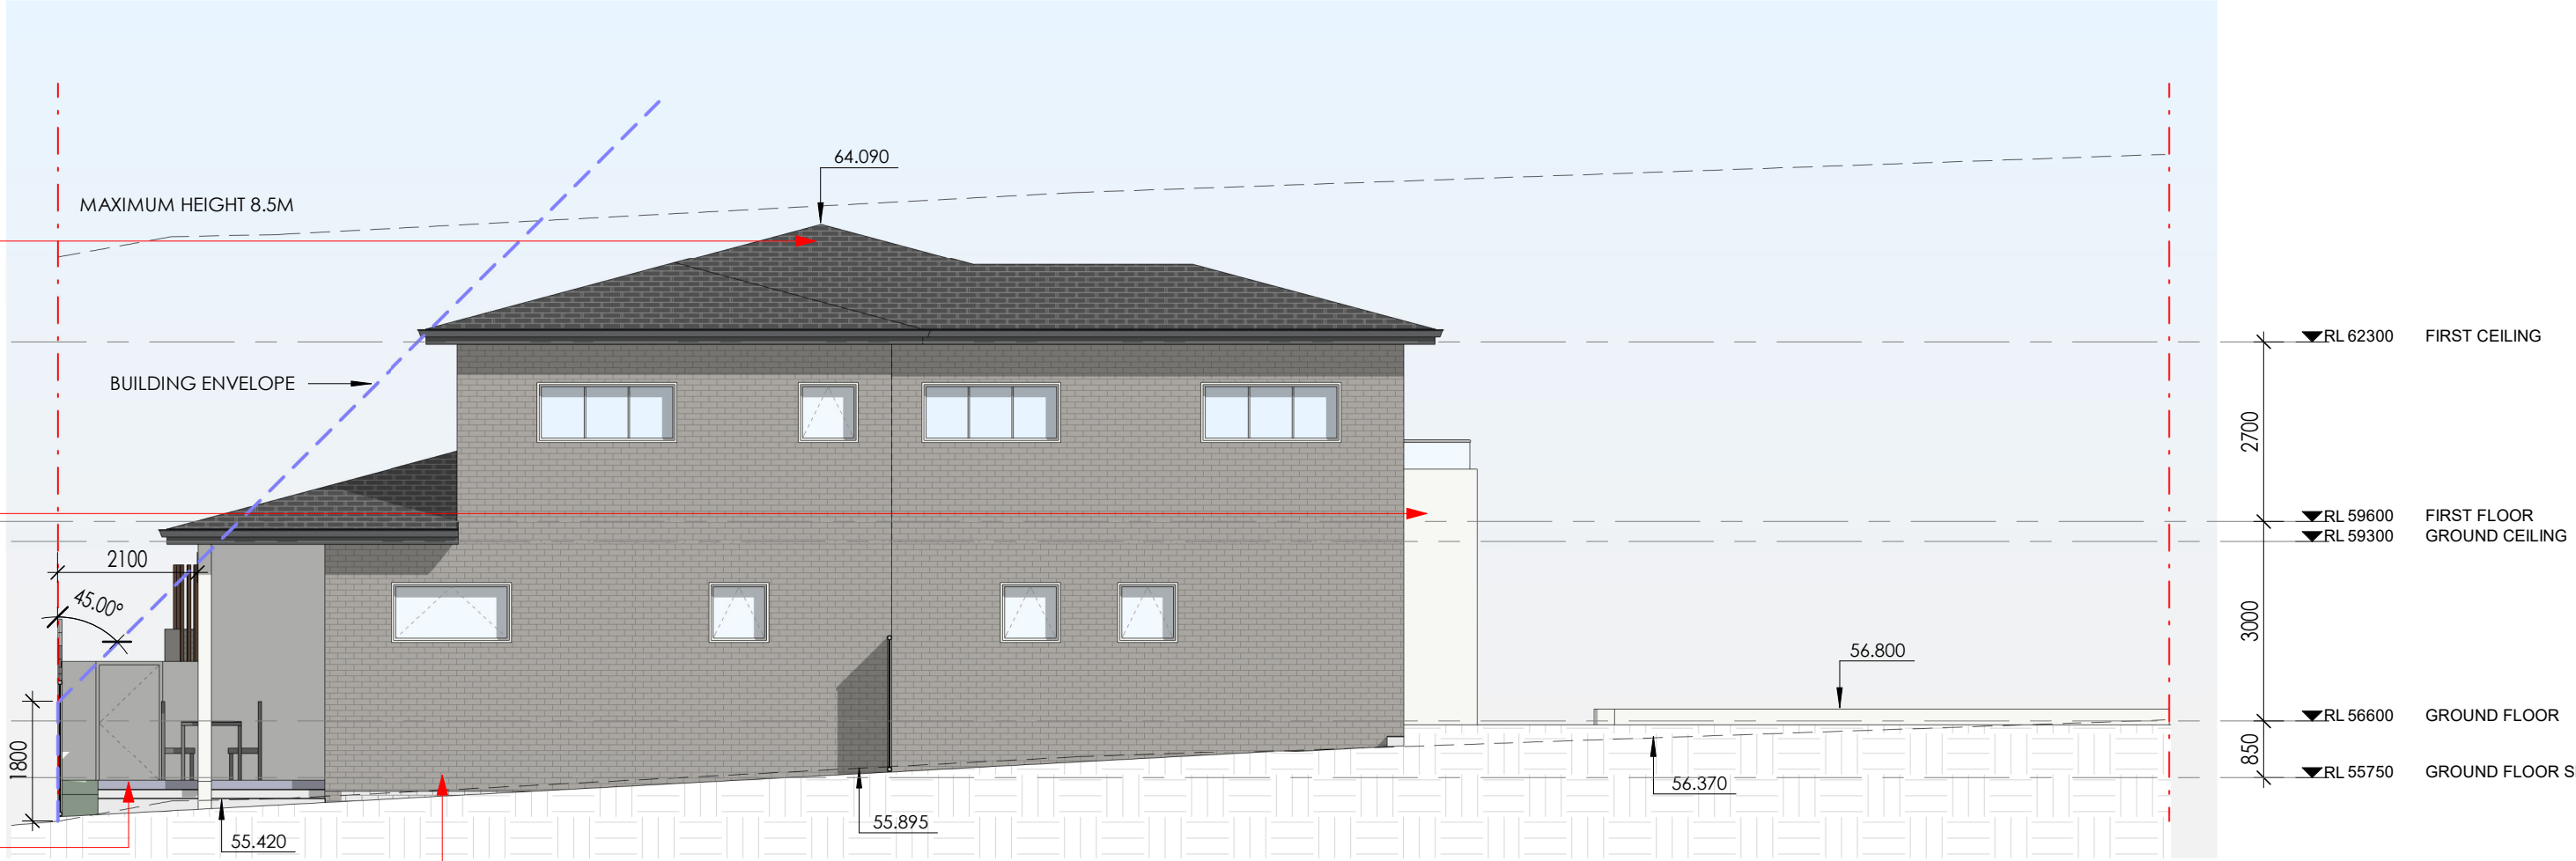 64.090
MAXIMUM HEIGHT 8.5M
RL 62300 FIRST CEILING
BUILDING ENVELOPE
2700
RL 59600 FIRST FLOOR
RL 59300 GROUND CEILING
2100
45.00°
3000
56.800
RL 56600 GROUND FLOOR
1800
850
RL 55750 GROUND FLOOR S
56.370
55.895
55.420